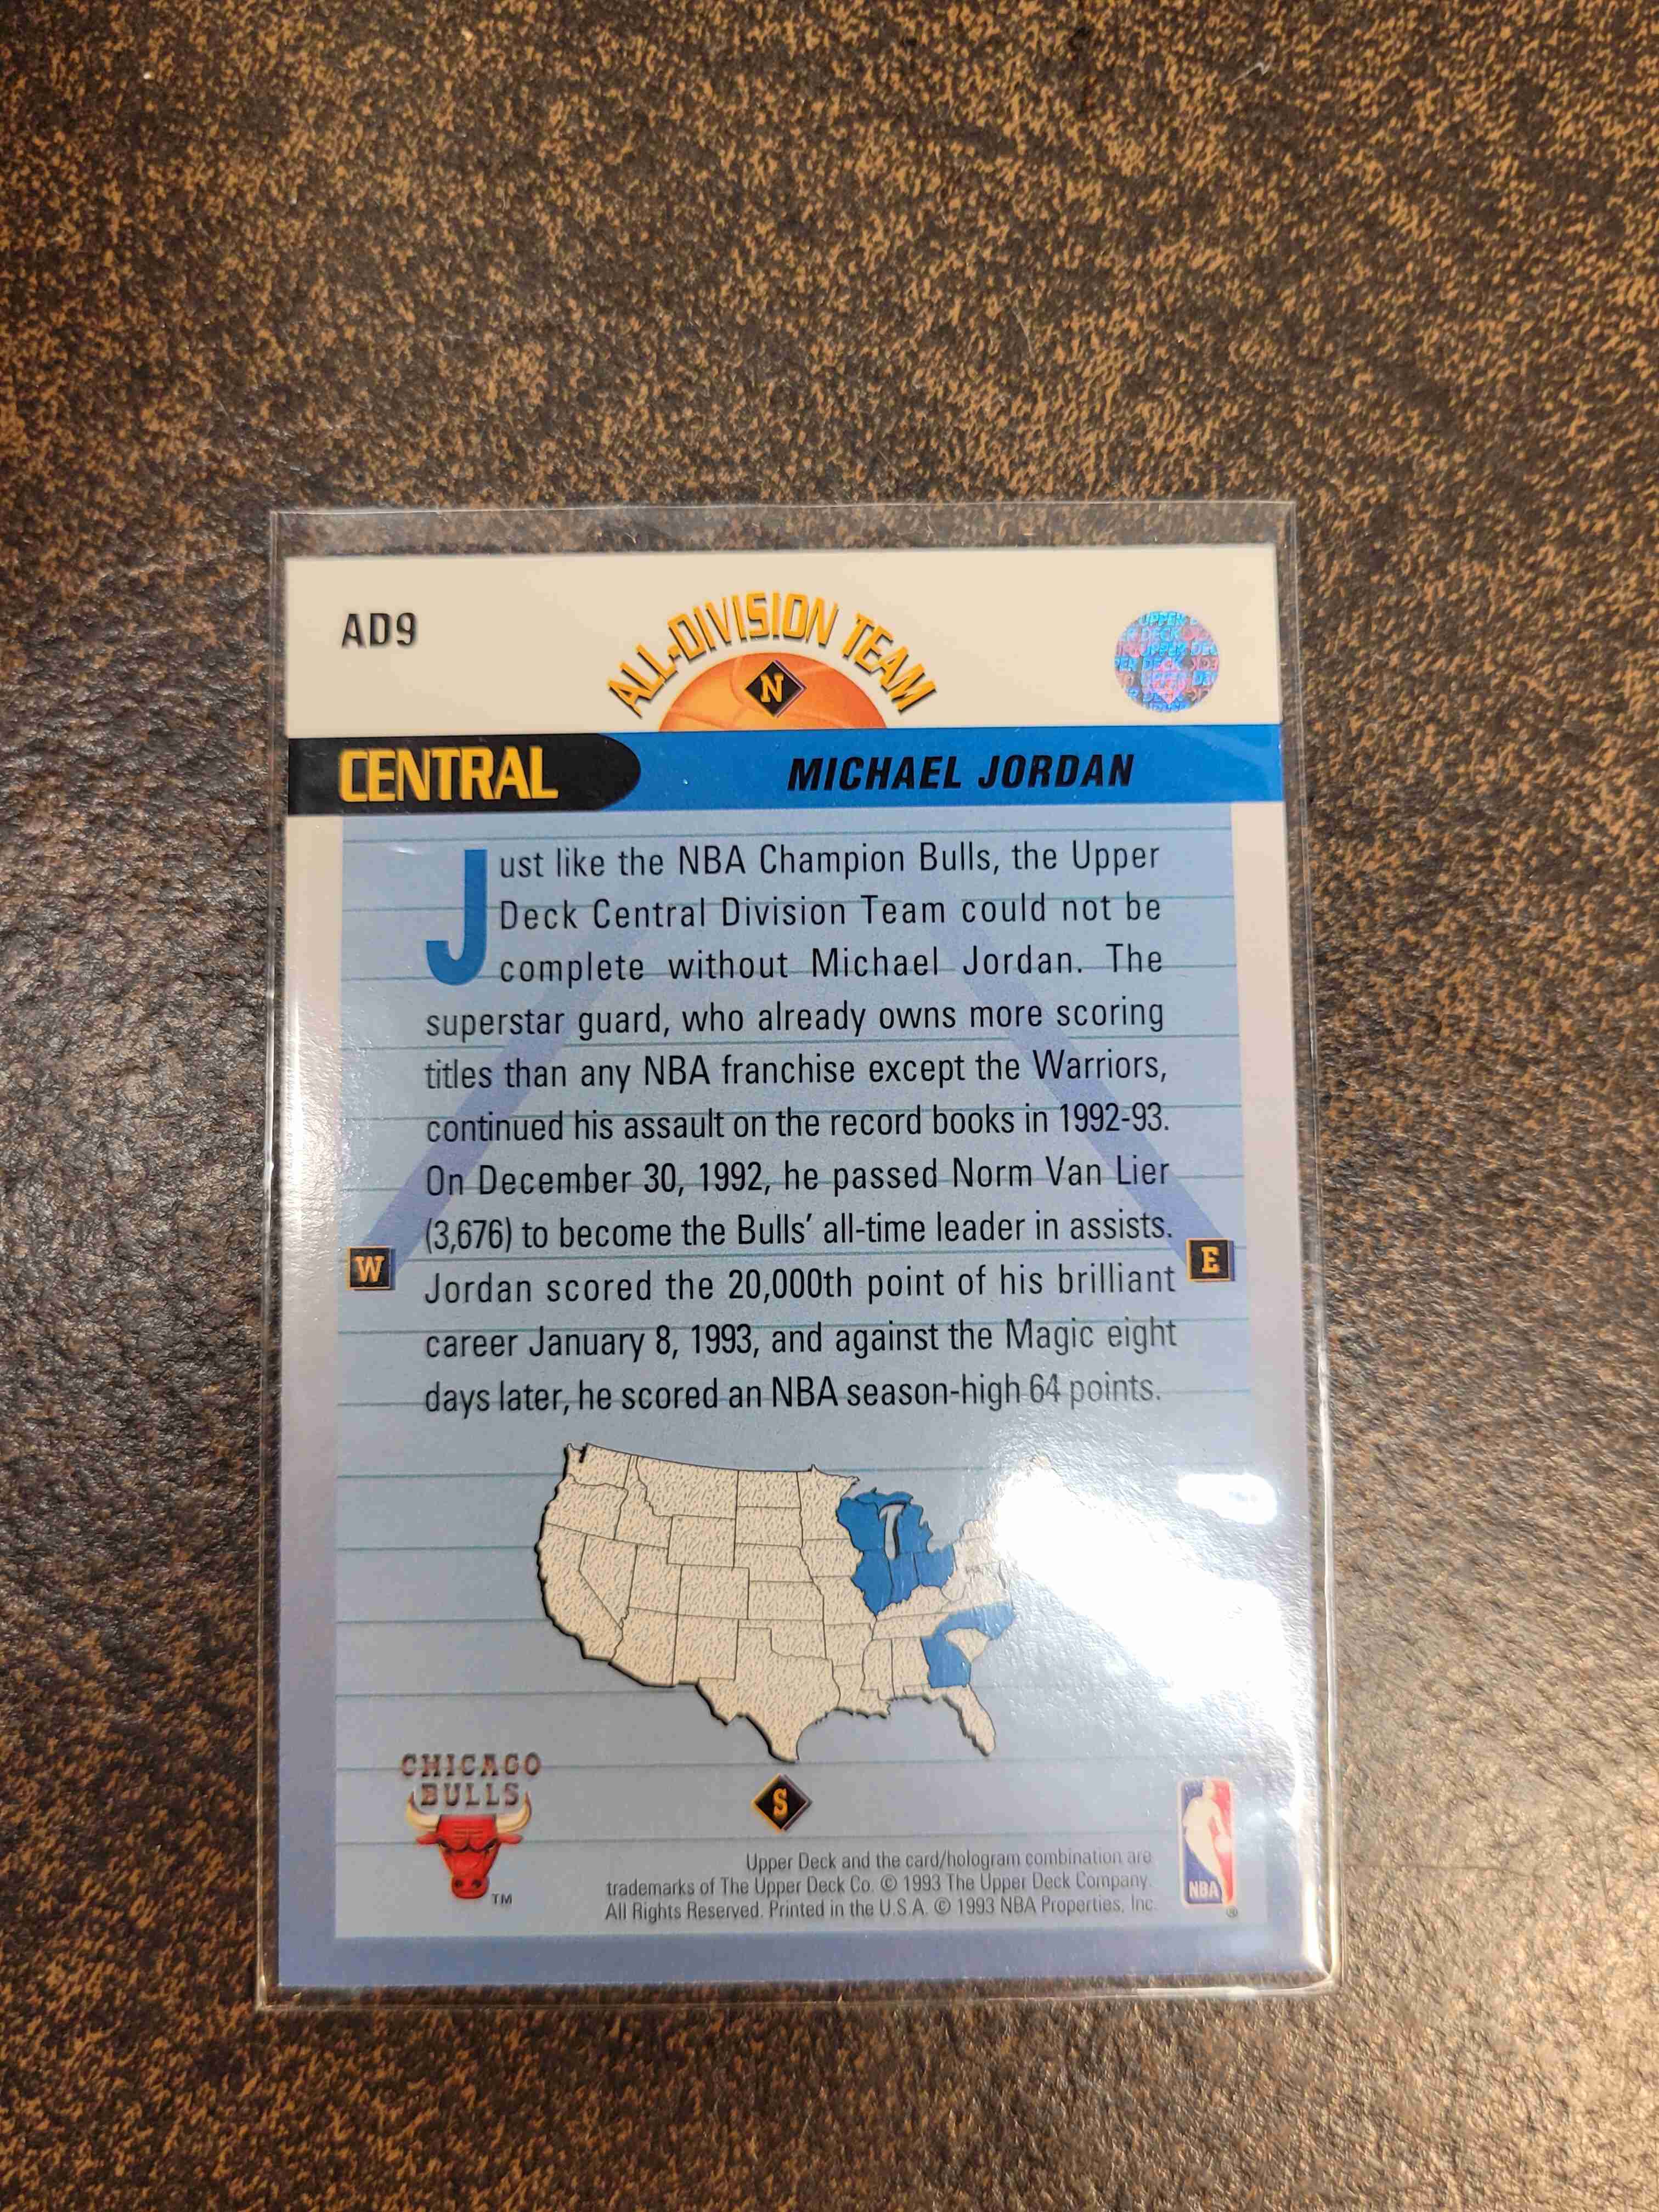 AD9
ALL-DIVISION TEAM
N
CENTRAL
MICHAEL JORDAN
Just like the NBA Champion Bulls, the Upper
Deck Central Division Team could not be
complete without Michael Jordan. The
superstar guard, who already owns more scoring
titles than any NBA franchise except the Warriors,
continued his assault on the record books in 1992-93.
On December 30, 1992, he passed Norm Van Lier
(3,676) to become the Bulls' all-time leader in assists.
Jordan scored the 20,000th point of his brilliant
career January 8, 1993, and against the Magic eight
days later, he scored an NBA season-high 64 points.
W
E
CHICAGO
BULLS
TM
S
Upper Deck and the card/hologram combination are
trademarks of The Upper Deck Co. © 1993 The Upper Deck Company.
All Rights Reserved. Printed in the U.S.A. © 1993 NBA Properties, Inc.
NBA
®
UPPER DECK